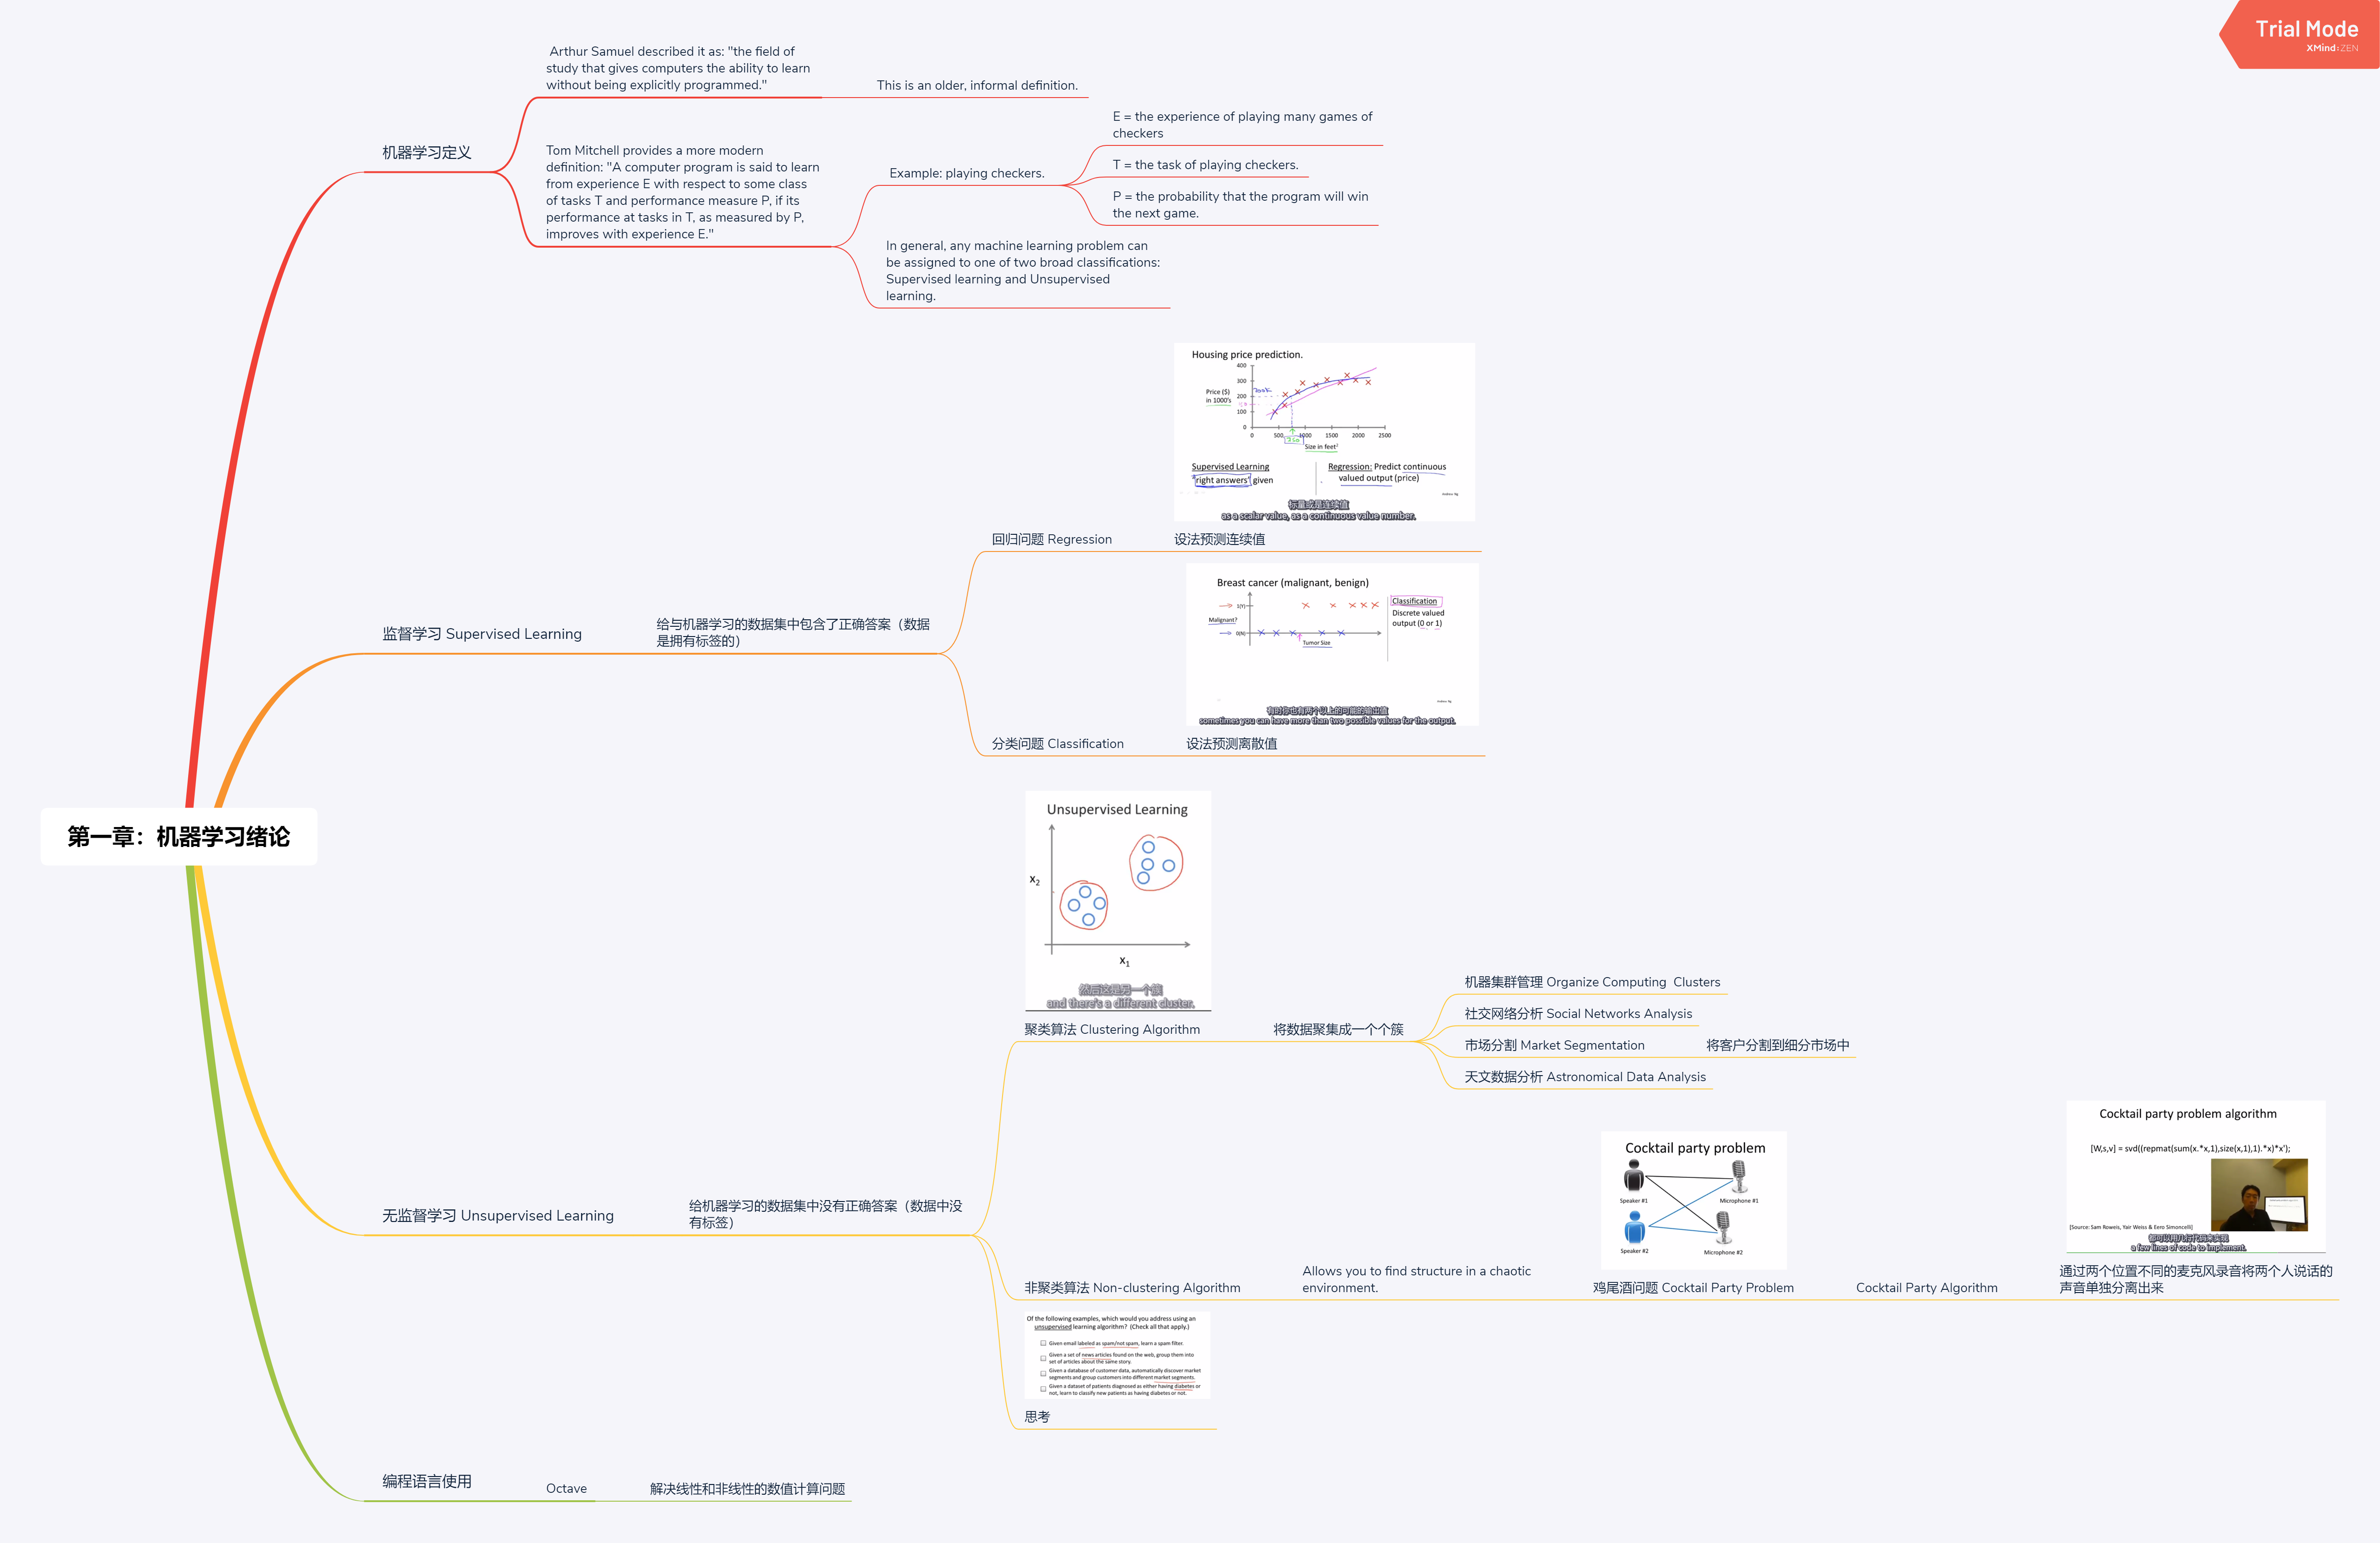 Trial Mode
XMind:ZEN
第一章：机器学习绪论
机器学习定义
Arthur Samuel described it as: "the field of
study that gives computers the ability to learn
without being explicitly programmed."
This is an older, informal definition.
Tom Mitchell provides a more modern
definition: "A computer program is said to learn
from experience E with respect to some class
of tasks T and performance measure P, if its
performance at tasks in T, as measured by P,
improves with experience E."
Example: playing checkers.
E = the experience of playing many games of
checkers
T = the task of playing checkers.
P = the probability that the program will win
the next game.
In general, any machine learning problem can
be assigned to one of two broad classifications:
Supervised learning and Unsupervised
learning.
监督学习 Supervised Learning
给与机器学习的数据集中包含了正确答案（数据
是拥有标签的）
回归问题 Regression
Housing price prediction.
400
300
200
100
0
Price ($)
in 1000's
200k
0
500
1000
1500
2000
2500
750
Size in feet²
Supervised Learning
"right answers" given
Regression: Predict continuous
valued output (price)
Andrew Ng
标量或是连续值
as a scalar value, as a continuous value number.
设法预测连续值
分类问题 Classification
Breast cancer (malignant, benign)
1(Y)
Malignant?
0(N)
Tumor Size
Classification
Discrete valued
output (0 or 1)
Andrew Ng
有时你也有两个以上的可能的输出值
sometimes you can have more than two possible values for the output.
设法预测离散值
无监督学习 Unsupervised Learning
给机器学习的数据集中没有正确答案（数据中没
有标签）
Unsupervised Learning
x2
x1
然后这是另一个簇
and there's a different cluster.
聚类算法 Clustering Algorithm
将数据聚集成一个个簇
机器集群管理 Organize Computing  Clusters
社交网络分析 Social Networks Analysis
市场分割 Market Segmentation
将客户分割到细分市场中
天文数据分析 Astronomical Data Analysis
非聚类算法 Non-clustering Algorithm
Allows you to find structure in a chaotic
environment.
Cocktail party problem
Speaker #1
Microphone #1
Speaker #2
Microphone #2
鸡尾酒问题 Cocktail Party Problem
Cocktail Party Algorithm
Cocktail party problem algorithm
[W,s,v] = svd((repmat(sum(x.*x,1),size(x,1),1).*x)*x');
[Source: Sam Roweis, Yair Weiss & Eero Simoncelli]
都可以用几行代码来实现
a few lines of code to implement.
通过两个位置不同的麦克风录音将两个人说话的
声音单独分离出来
Of the following examples, which would you address using an
unsupervised learning algorithm? (Check all that apply.)
Given email labeled as spam/not spam, learn a spam filter.
Given a set of news articles found on the web, group them into
set of articles about the same story.
Given a database of customer data, automatically discover market
segments and group customers into different market segments.
Given a dataset of patients diagnosed as either having diabetes or
not, learn to classify new patients as having diabetes or not.
思考
编程语言使用
Octave
解决线性和非线性的数值计算问题